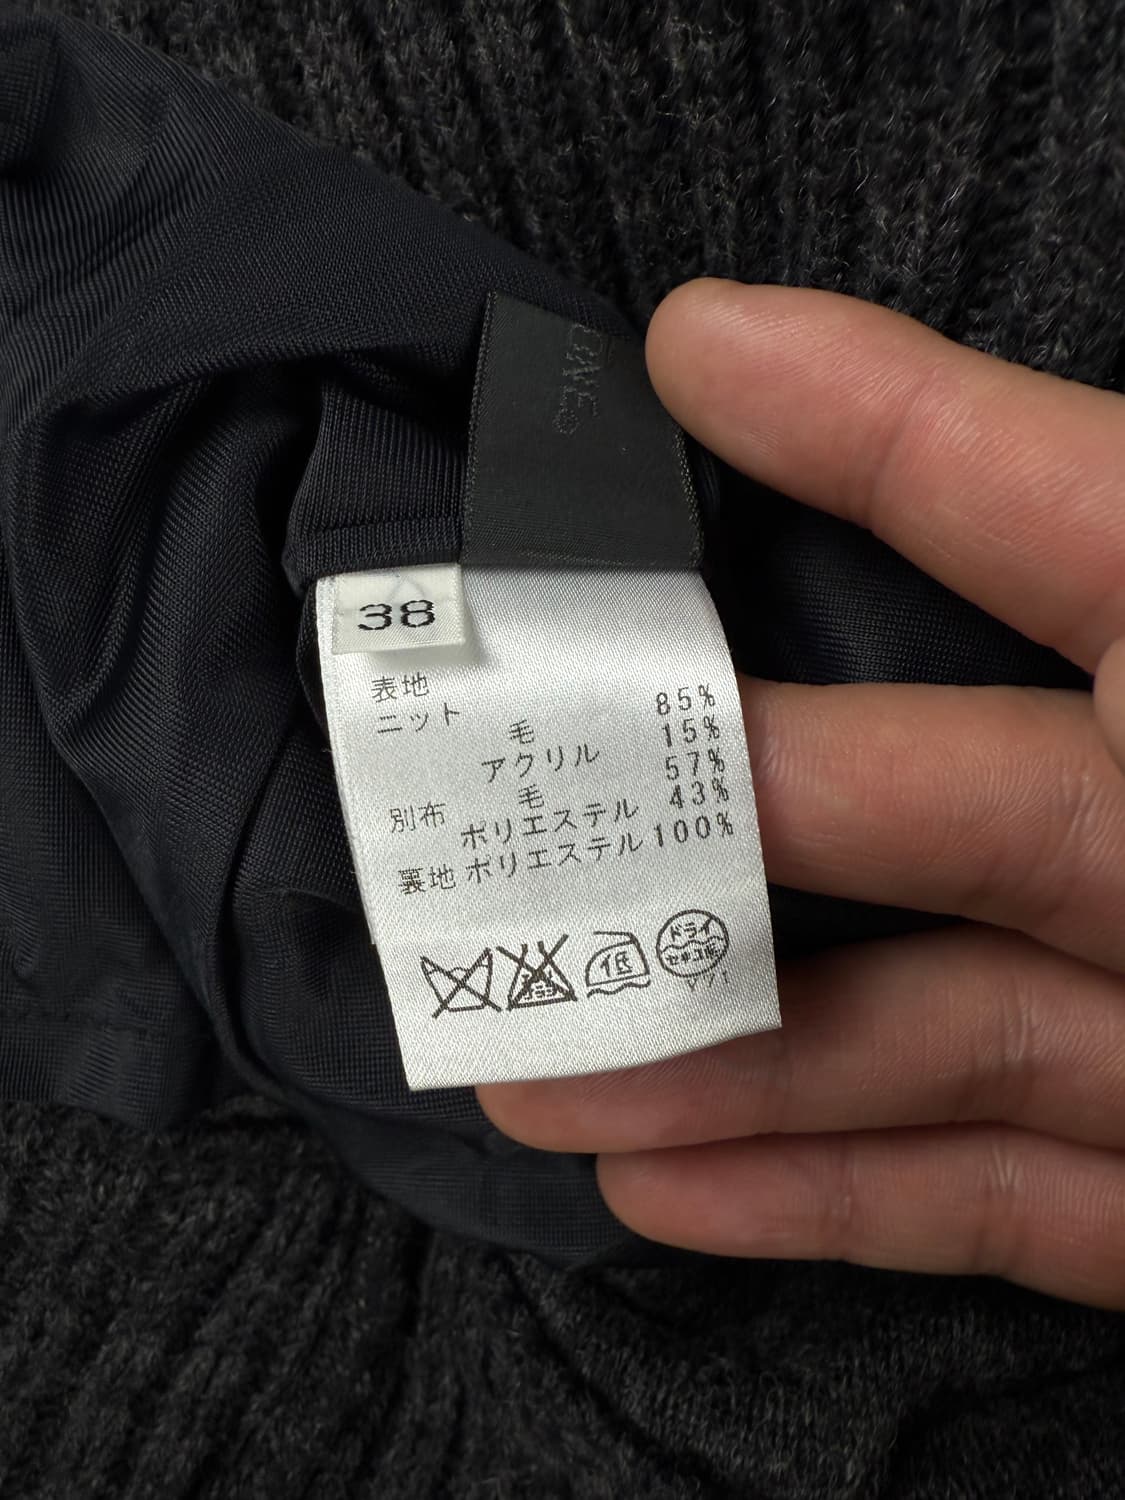 38
表地
ニット
毛 85%
アクリル 15%
別布 毛 57%
ポリエステル 43%
裏地 ポリエステル 100%
低
ドライ
セキユ系